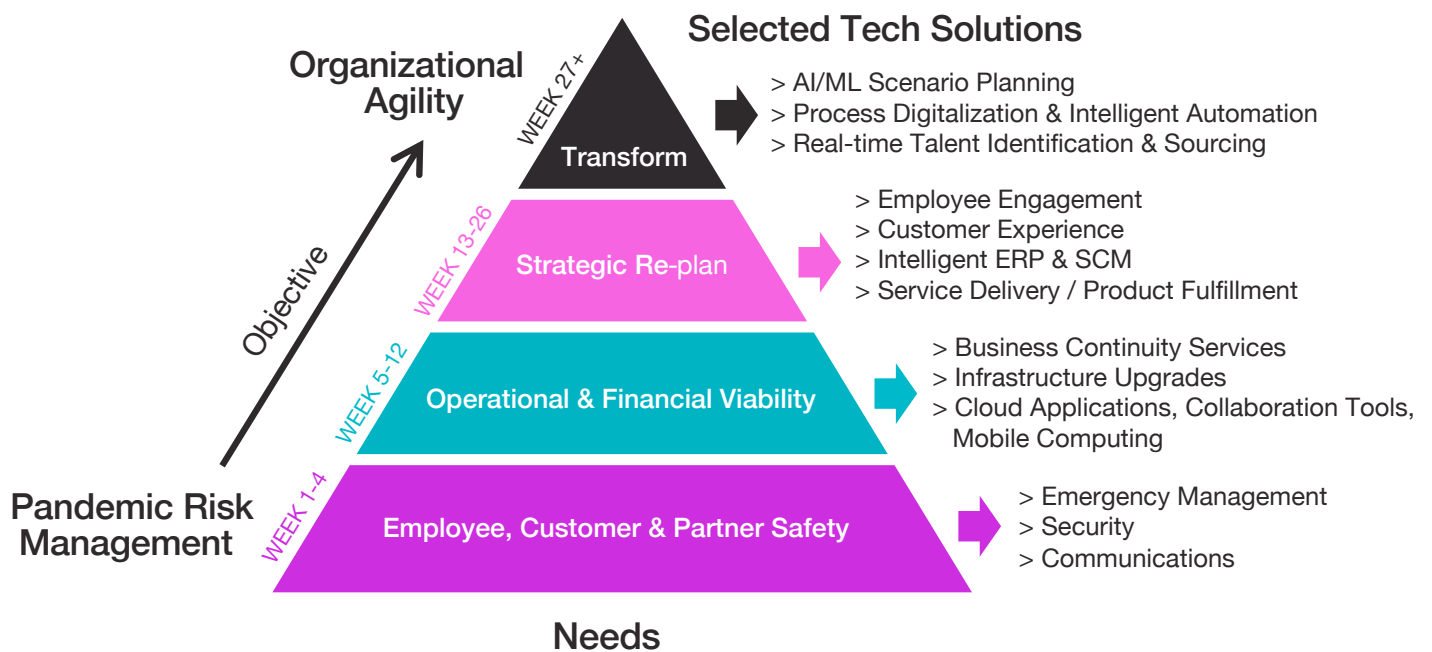 Selected Tech Solutions
Organizational
Agility
WEEK 27+
Transform
> AI/ML Scenario Planning
> Process Digitalization & Intelligent Automation
> Real-time Talent Identification & Sourcing
Objective
WEEK 13-26
Strategic Re-plan
> Employee Engagement
> Customer Experience
> Intelligent ERP & SCM
> Service Delivery / Product Fulfillment
WEEK 5-12
Operational & Financial Viability
> Business Continuity Services
> Infrastructure Upgrades
> Cloud Applications, Collaboration Tools,
Mobile Computing
Pandemic Risk
Management
WEEK 1-4
Employee, Customer & Partner Safety
> Emergency Management
> Security
> Communications
Needs